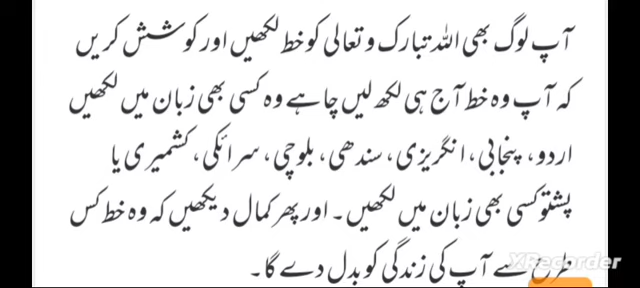 آپ لوگ بھی اللہ تبارک و تعالی کو خط لکھیں اور کوشش کریں
کہ آپ وہ خط آج ہی لکھ لیں چاہے وہ کسی بھی زبان میں لکھیں
اردو، پنجابی، انگریزی، سندھی، بلوچی، سرائکی، کشمیری یا
پشتو کسی بھی زبان میں لکھیں۔ اور پھر کمال دیکھیں کہ وہ خط کس
طرح سے آپ کی زندگی کو بدل دے گا۔
XRecorder